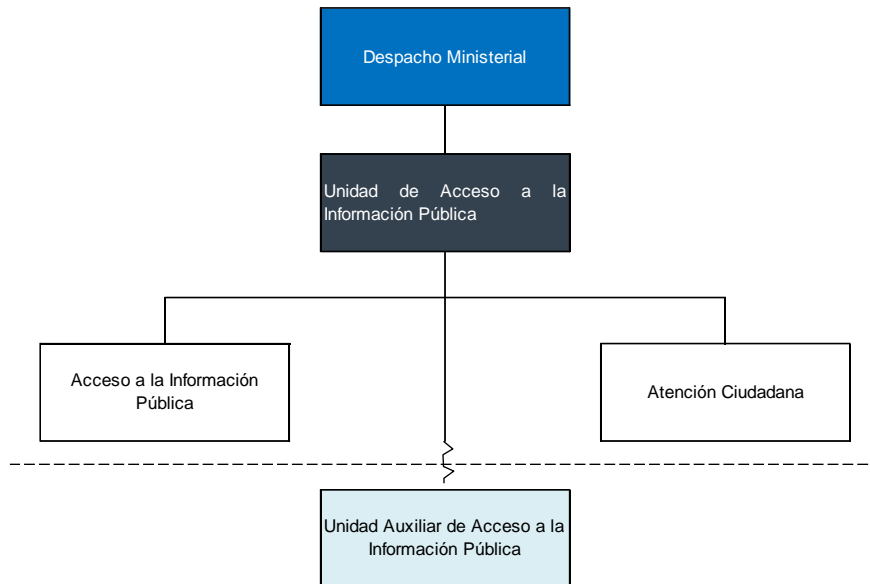 Despacho Ministerial
Unidad de Acceso a la
Información Pública
Acceso a la Información
Pública
Atención Ciudadana
Unidad Auxiliar de Acceso a la
Información Pública